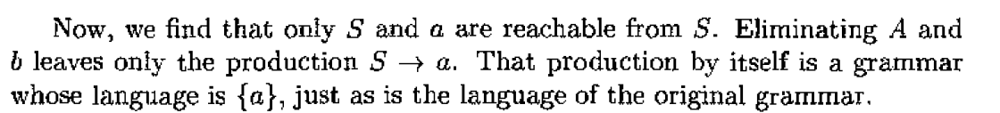 Now, we find that only S and a are reachable from S. Eliminating A and
b leaves only the production S → a. That production by itself is a grammar
whose language is {a}, just as is the language of the original grammar.